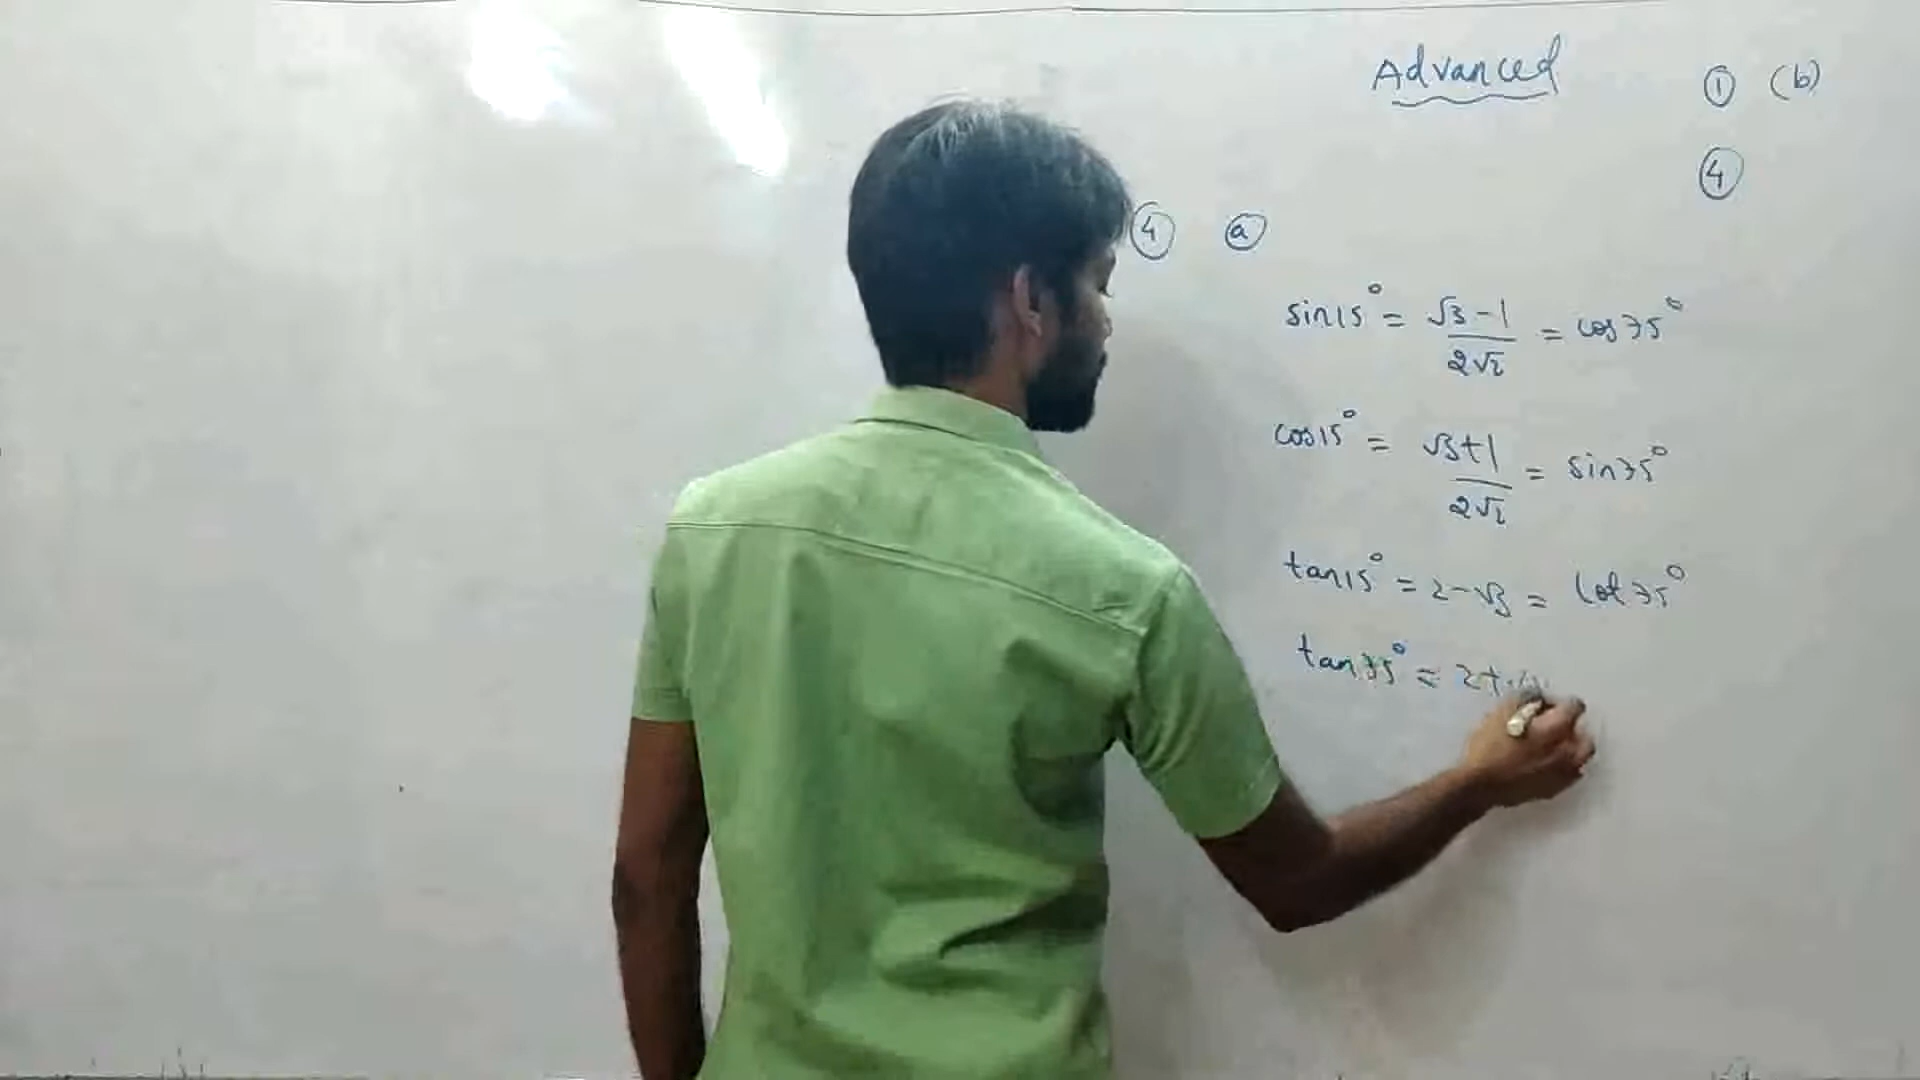 Advanced
① (b)
④
④ ⓐ
sin15° = √3-1/2√2 = cos75°
cos15° = √3+1/2√2 = sin75°
tan15° = 2-√3 = cot75°
tan75° = 2+